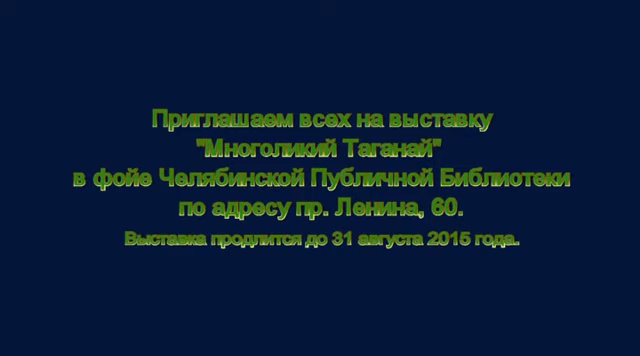 Приглашаем всех на выставку
"Многоликий Таганай"
в фойе Челябинской Публичной Библиотеки
по адресу пр. Ленина, 60.
Выставка продлится до 31 августа 2015 года.